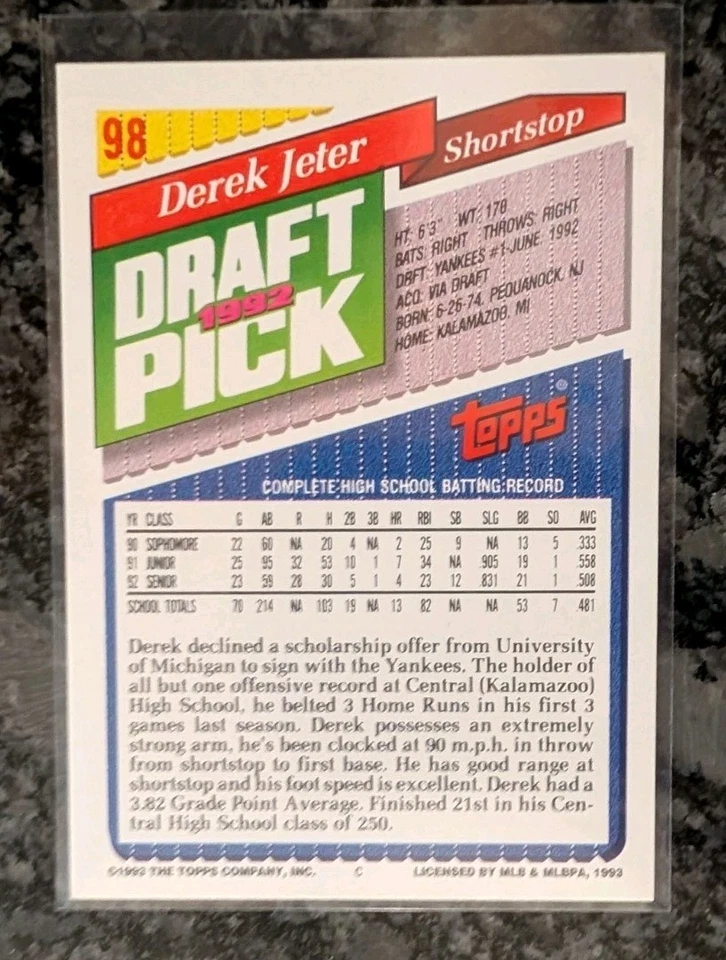 98
Derek Jeter
Shortstop
DRAFT
1992
PICK
HT: 6'3" WT: 178
BATS: RIGHT THROWS: RIGHT
DRFT: YANKEES #1-JUNE, 1992
ACQ: VIA DRAFT
BORN: 6-26-74, PEQUANOCK, NJ
HOME: KALAMAZOO, MI
TOPPS ®
COMPLETE HIGH SCHOOL BATTING RECORD
YR CLASS G AB R H 2B 3B HR RBI SB SLG BB SO AVG
90 SOPHOMORE 22 60 NA 20 4 NA 2 25 9 NA 13 5 .333
91 JUNIOR 25 95 32 53 10 1 7 34 NA .905 19 1 .558
92 SENIOR 23 59 28 30 5 1 4 23 12 .831 21 1 .508
SCHOOL TOTALS 70 214 NA 103 19 NA 13 82 NA NA 53 7 .481
Derek declined a scholarship offer from University
of Michigan to sign with the Yankees. The holder of
all but one offensive record at Central (Kalamazoo)
High School, he belted 3 Home Runs in his first 3
games last season. Derek possesses an extremely
strong arm, he's been clocked at 90 m.p.h. in throw
from shortstop to first base. He has good range at
shortstop and his foot speed is excellent. Derek had a
3.82 Grade Point Average. Finished 21st in his Cen-
tral High School class of 250.
©1993 THE TOPPS COMPANY, INC. C LICENSED BY MLB & MLBPA, 1993